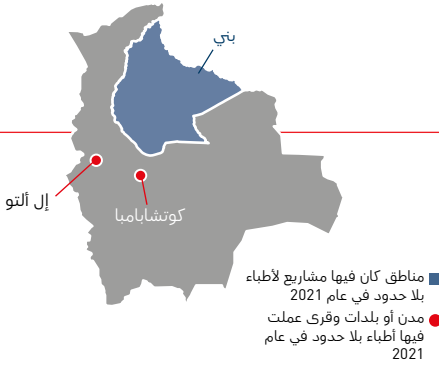 بني
إل ألتو
كوتشابامبا
مناطق كان فيها مشاريع لأطباء
بلا حدود في عام 2021
مدن أو بلدات وقرى عملت
فيها أطباء بلا حدود في عام
2021